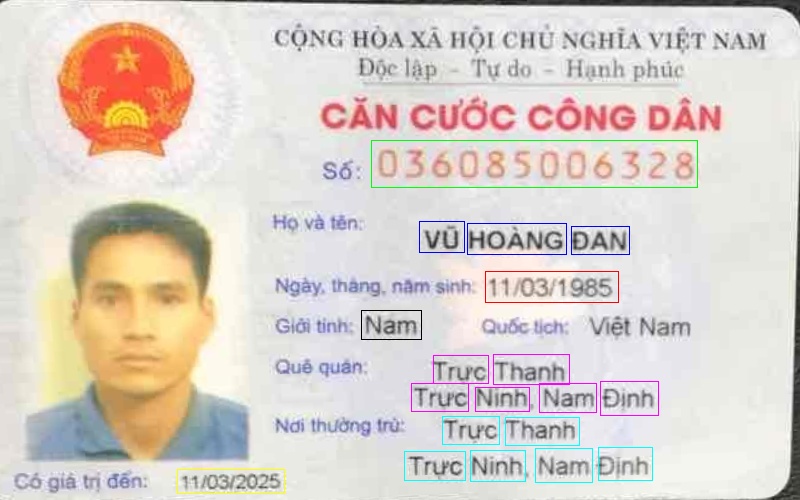 CỘNG HÒA XÃ HỘI CHỦ NGHĨA VIỆT NAM
Độc lập - Tự do - Hạnh phúc
CĂN CƯỚC CÔNG DÂN
Số: 036085006328
Họ và tên:
VŨ HOÀNG ĐAN
Ngày, tháng, năm sinh: 11/03/1985
Giới tính: Nam Quốc tịch: Việt Nam
Quê quán: Trực Thanh
Trực Ninh, Nam Định
Nơi thường trú: Trực Thanh
Trực Ninh, Nam Định
Có giá trị đến: 11/03/2025